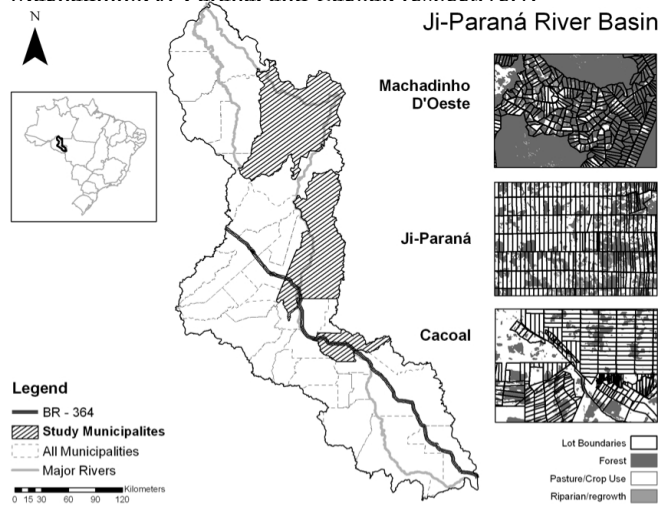 N
Ji-Paraná River Basin
Machadinho
D'Oeste
Ji-Paraná
Cacoal
Legend
BR - 364
Study Municipalites
All Municipalities
Major Rivers
Kilometers
0 15 30 60 90 120
Lot Boundaries
Forest
Pasture/Crop Use
Riparian/regrowth